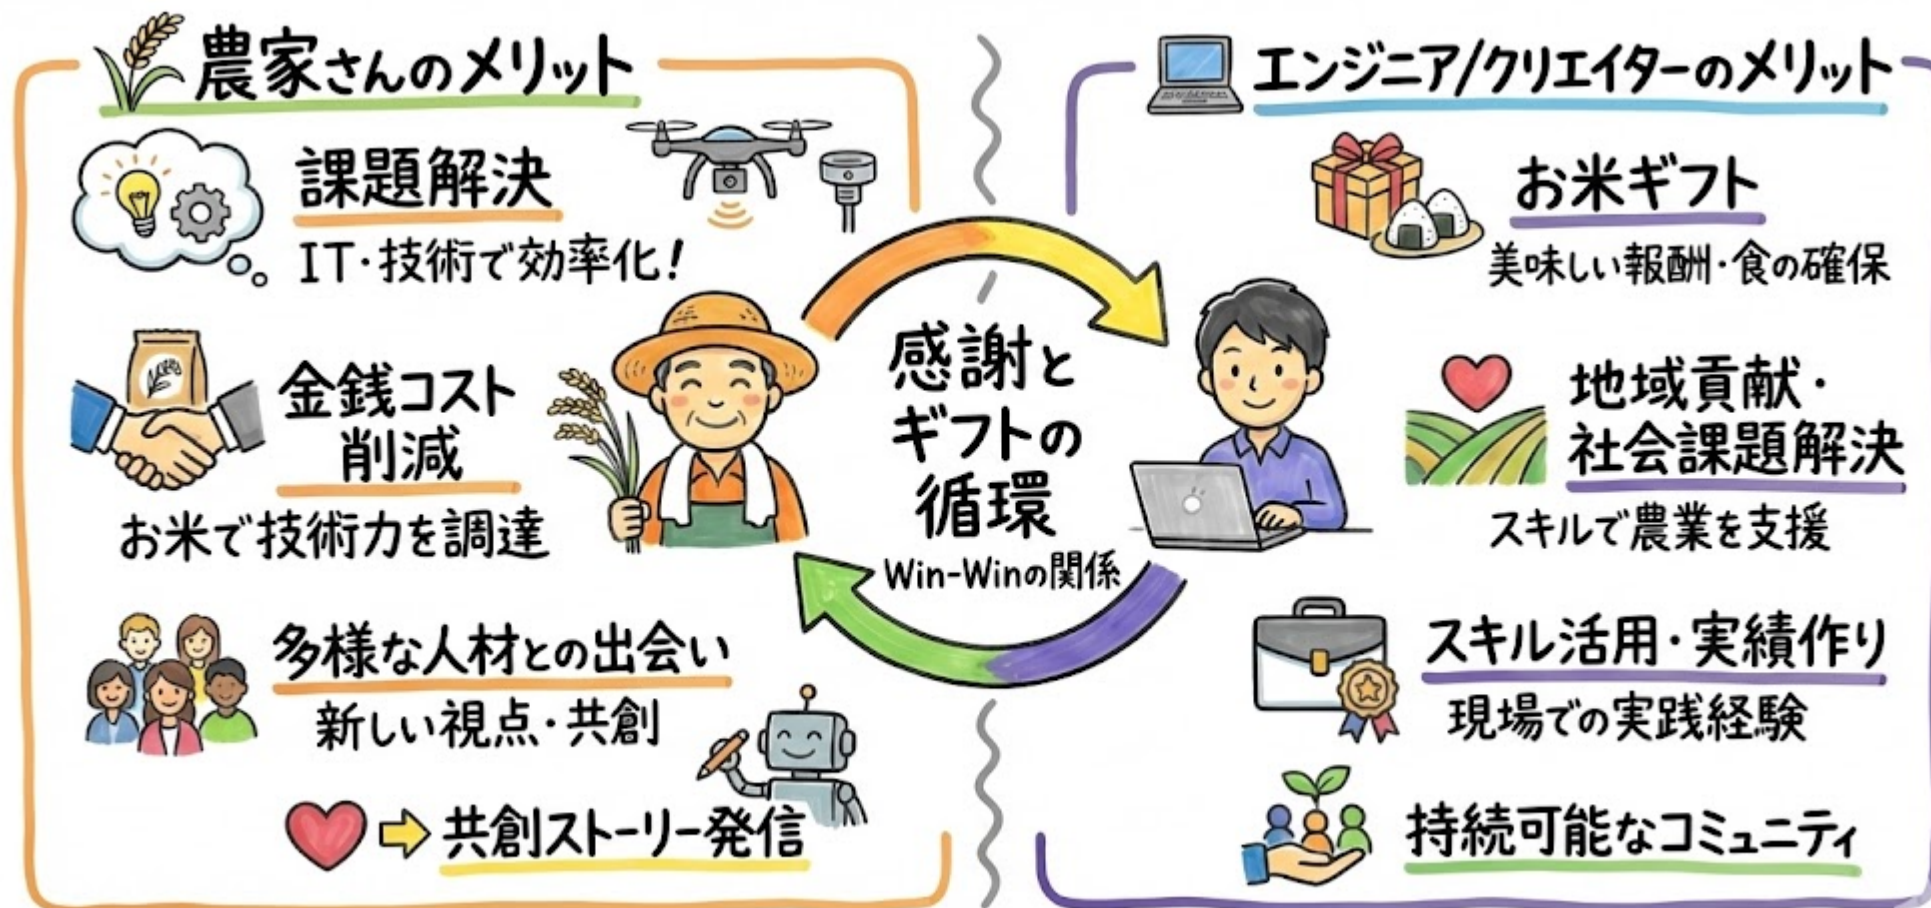 農家さんのメリット
課題解決
IT・技術で効率化!
金銭コスト
削減
お米で技術力を調達
多様な人材との出会い
新しい視点・共創
共創ストーリー発信
感謝と
ギフトの
循環
Win-Winの関係
エンジニア/クリエイターのメリット
お米ギフト
美味しい報酬・食の確保
地域貢献・
社会課題解決
スキルで農業を支援
スキル活用・実績作り
現場での実践経験
持続可能なコミュニティ